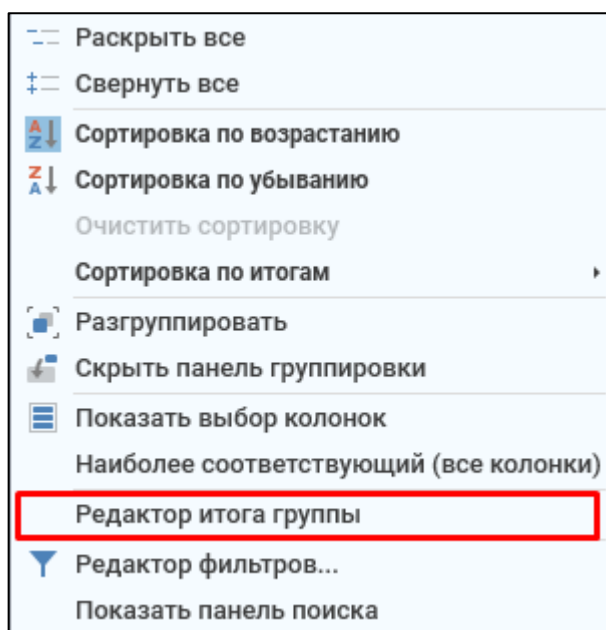 Раскрыть все
Свернуть все
Сортировка по возрастанию
Сортировка по убыванию
Очистить сортировку
Сортировка по итогам
Разгруппировать
Скрыть панель группировки
Показать выбор колонок
Наиболее соответствующий (все колонки)
Редактор итога группы
Редактор фильтров...
Показать панель поиска